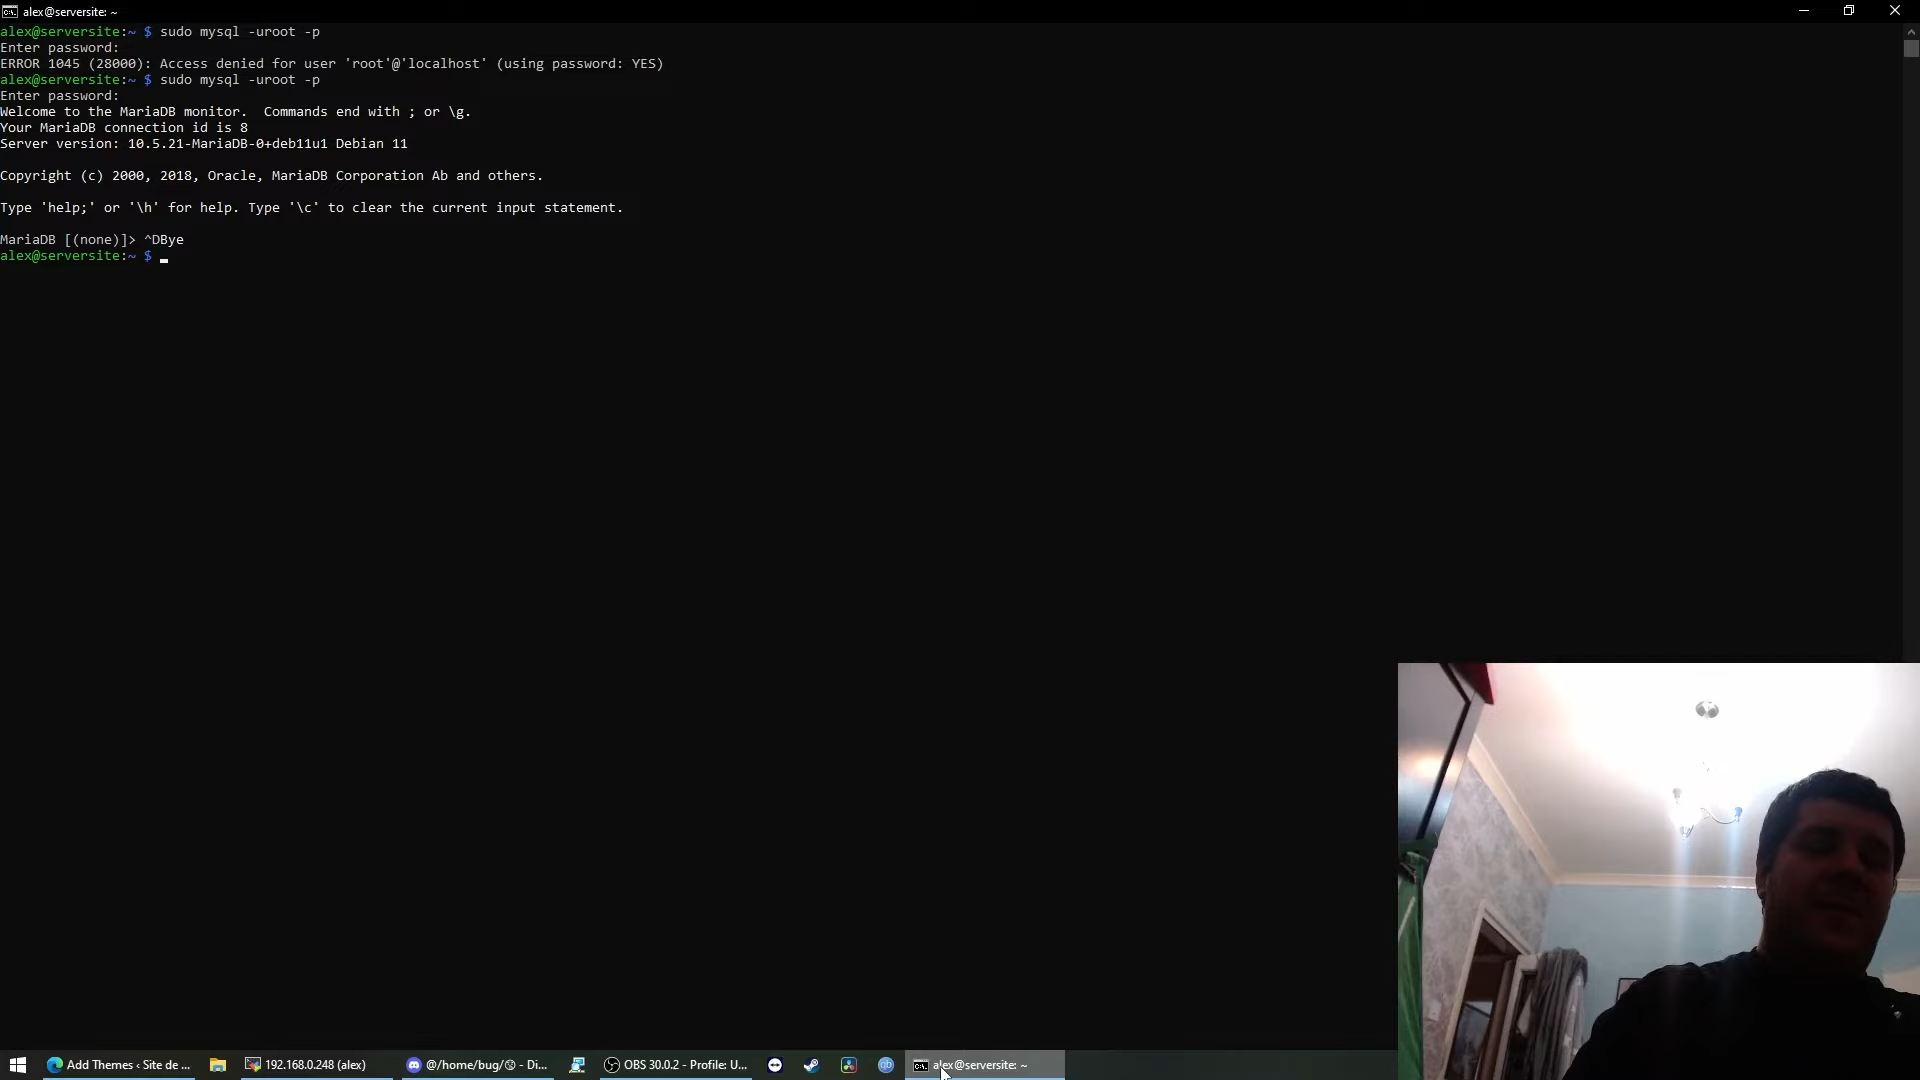 alex@serversite: ~
alex@serversite:~ $ sudo mysql -uroot -p
Enter password:
ERROR 1045 (28000): Access denied for user 'root'@'localhost' (using password: YES)
alex@serversite:~ $ sudo mysql -uroot -p
Enter password:
Welcome to the MariaDB monitor.  Commands end with ; or \g.
Your MariaDB connection id is 8
Server version: 10.5.21-MariaDB-0+deb11u1 Debian 11
Copyright (c) 2000, 2018, Oracle, MariaDB Corporation Ab and others.
Type 'help;' or '\h' for help. Type '\c' to clear the current input statement.
MariaDB [(none)]> ^DBye
alex@serversite:~ $
Add Themes ‹ Site de ... 192.168.0.248 (alex) @/home/bug/ - Di... OBS 30.0.2 - Profile: U... qb alex@serversite: ~